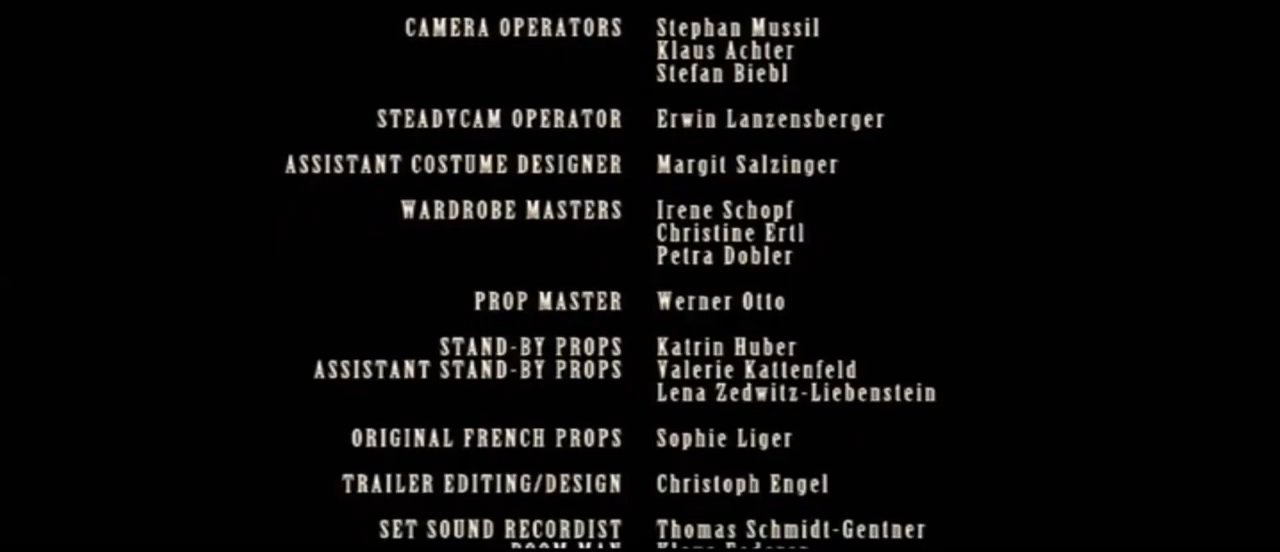 CAMERA OPERATORS Stephan Mussil
Klaus Achter
Stefan Biebl
STEADYCAM OPERATOR Erwin Lanzensberger
ASSISTANT COSTUME DESIGNER Margit Salzinger
WARDROBE MASTERS Irene Schopf
Christine Ertl
Petra Dobler
PROP MASTER Werner Otto
STAND-BY PROPS Katrin Huber
ASSISTANT STAND-BY PROPS Valerie Kattenfeld
Lena Zedwitz-Liebenstein
ORIGINAL FRENCH PROPS Sophie Liger
TRAILER EDITING/DESIGN Christoph Engel
SET SOUND RECORDIST Thomas Schmidt-Gentner